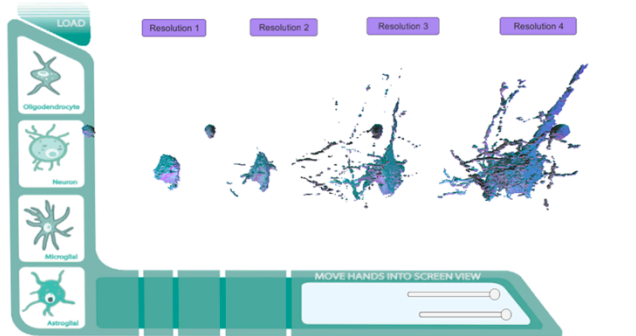 LOAD
Resolution 1
Resolution 2
Resolution 3
Resolution 4
Oligodendrocyte
Neuron
Microglial
Astroglial
MOVE HANDS INTO SCREEN VIEW